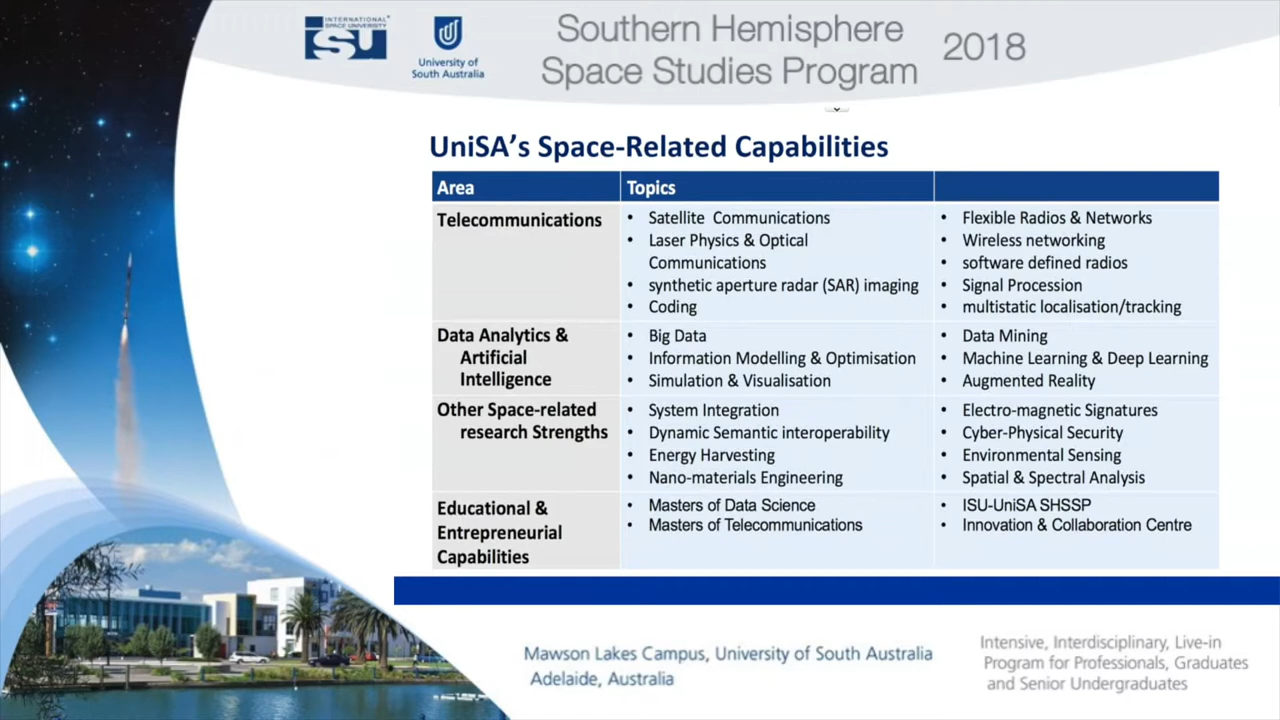 INTERNATIONAL
SPACE UNIVERSITY
ISU
University of
South Australia
Southern Hemisphere
Space Studies Program
2018
UniSA's Space-Related Capabilities
Area
Topics
Telecommunications
• Satellite Communications
• Laser Physics & Optical
Communications
• synthetic aperture radar (SAR) imaging
• Coding
• Flexible Radios & Networks
• Wireless networking
• software defined radios
• Signal Procession
• multistatic localisation/tracking
Data Analytics &
Artificial
Intelligence
• Big Data
• Information Modelling & Optimisation
• Simulation & Visualisation
• Data Mining
• Machine Learning & Deep Learning
• Augmented Reality
Other Space-related
research Strengths
• System Integration
• Dynamic Semantic interoperability
• Energy Harvesting
• Nano-materials Engineering
• Electro-magnetic Signatures
• Cyber-Physical Security
• Environmental Sensing
• Spatial & Spectral Analysis
Educational &
Entrepreneurial
Capabilities
• Masters of Data Science
• Masters of Telecommunications
• ISU-UniSA SHSSP
• Innovation & Collaboration Centre
Mawson Lakes Campus, University of South Australia
Adelaide, Australia
Intensive, Interdisciplinary, Live-in
Program for Professionals, Graduates
and Senior Undergraduates